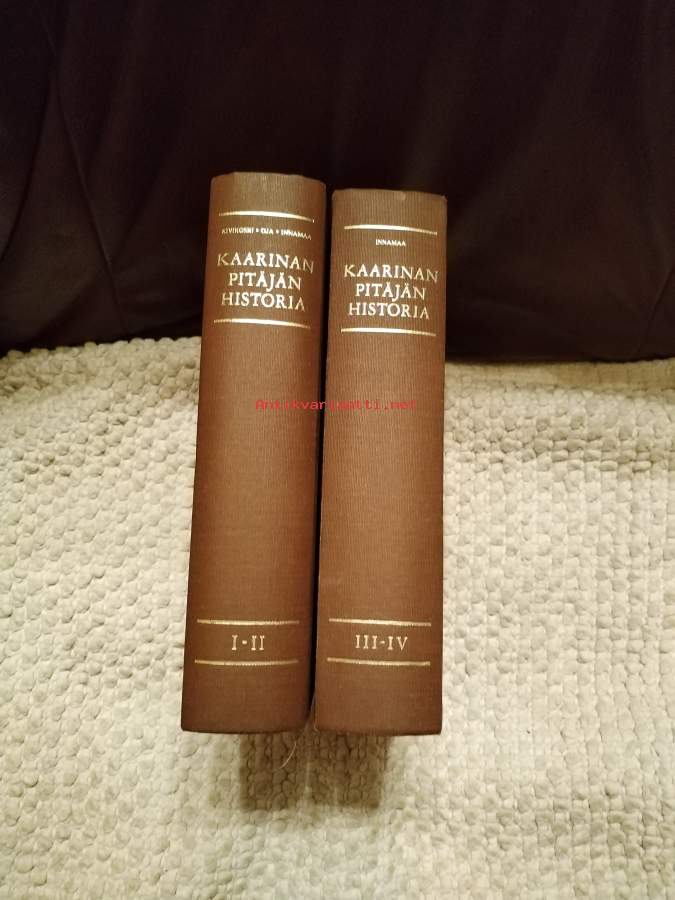 KIVIKOSKI • OJA • INNAMAA
KAARINAN
PITÄJÄN
HISTORIA
I-II
INNAMAA
KAARINAN
PITÄJÄN
HISTORIA
III-IV
Antikvariaatti.net